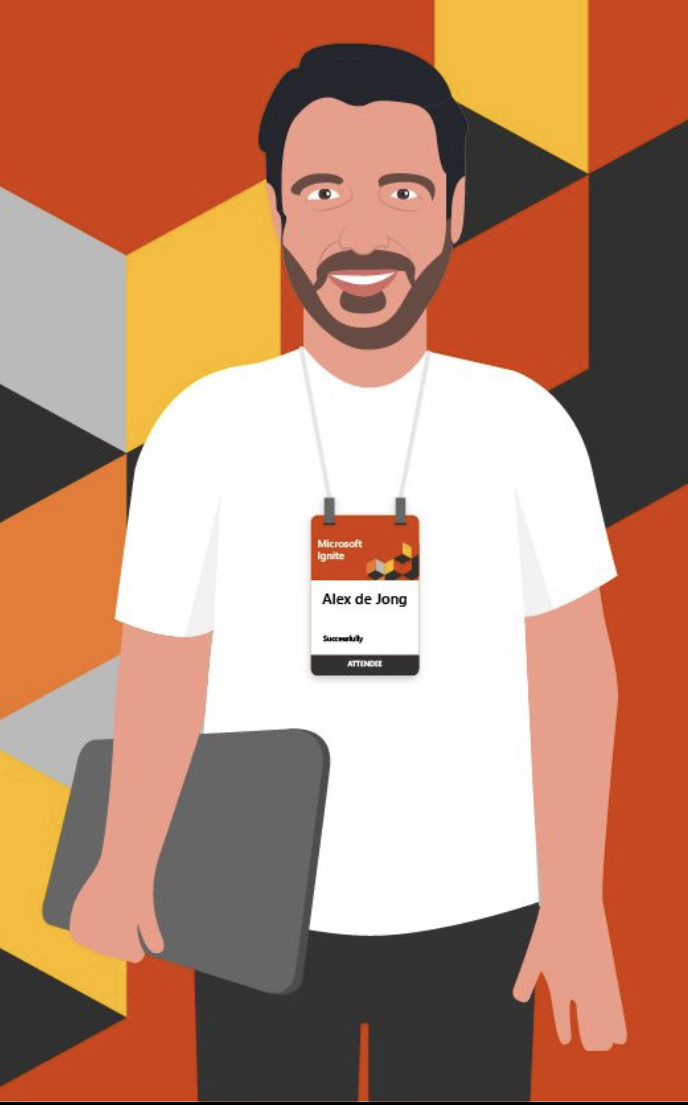 Microsoft
Ignite
Alex de Jong
Successfully
ATTENDEE